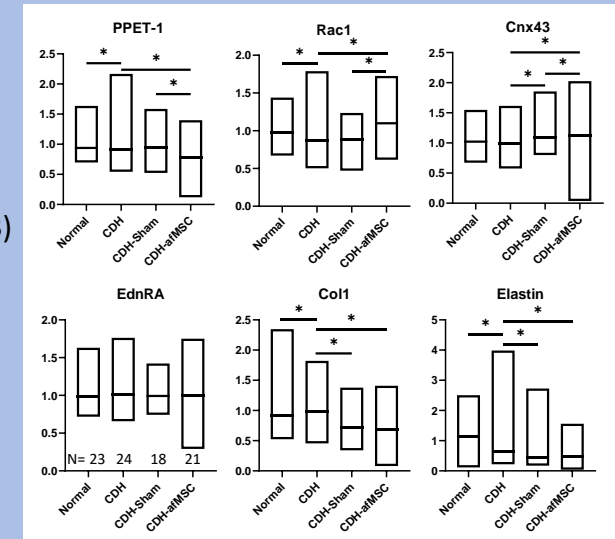 PPET-1
Rac1
Cnx43
2.5
2.0
1.5
1.0
0.5
0.0
*
*
*
Normal
CDH
CDH-Sham
CDH-afMSC
2.0
1.5
1.0
0.5
0.0
*
*
*
Normal
CDH
CDH-Sham
CDH-afMSC
2.5
2.0
1.5
1.0
0.5
0.0
*
*
*
Normal
CDH
CDH-Sham
CDH-afMSC
EdnRA
Col1
Elastin
2.0
1.5
1.0
0.5
0.0
N= 23 24 18 21
Normal
CDH
CDH-Sham
CDH-afMSC
2.5
2.0
1.5
1.0
0.5
0.0
*
*
*
Normal
CDH
CDH-Sham
CDH-afMSC
5
4
3
2
1
0
*
*
*
Normal
CDH
CDH-Sham
CDH-afMSC